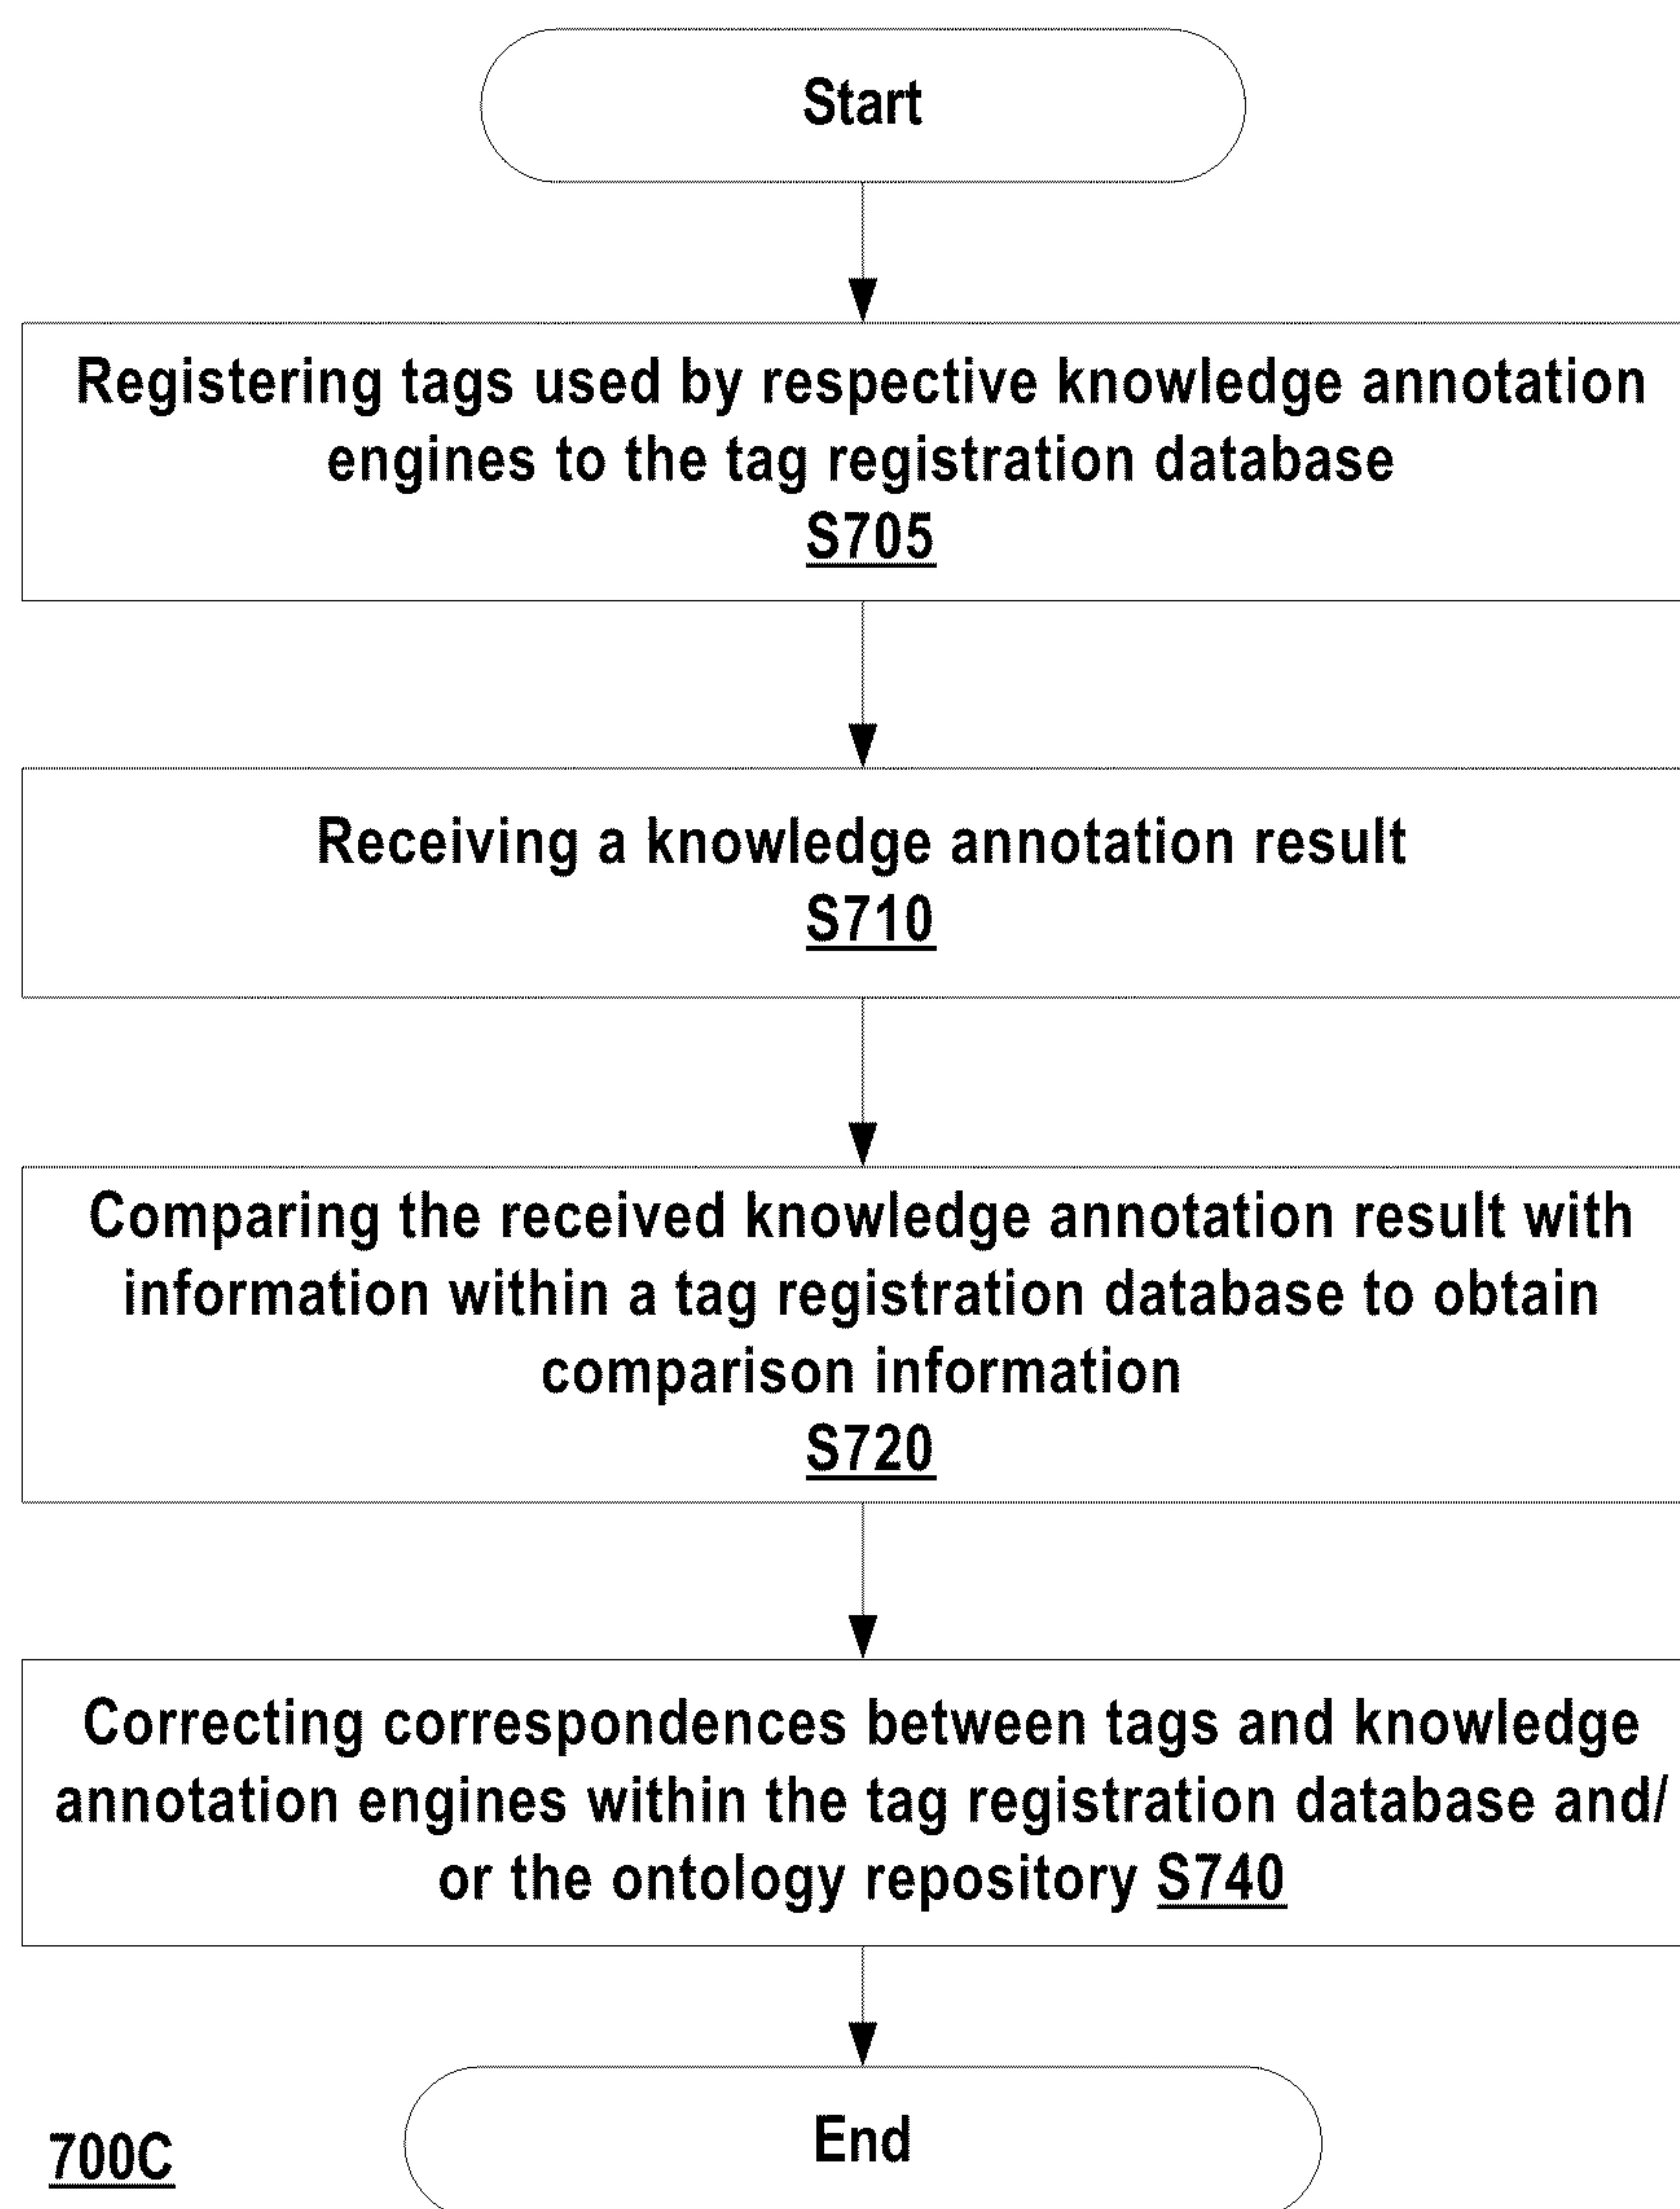 Start
Registering tags used by respective knowledge annotation
engines to the tag registration database
S705
Receiving a knowledge annotation result
S710
Comparing the received knowledge annotation result with
information within a tag registration database to obtain
comparison information
S720
Correcting correspondences between tags and knowledge
annotation engines within the tag registration database and/
or the ontology repository S740
End
700C